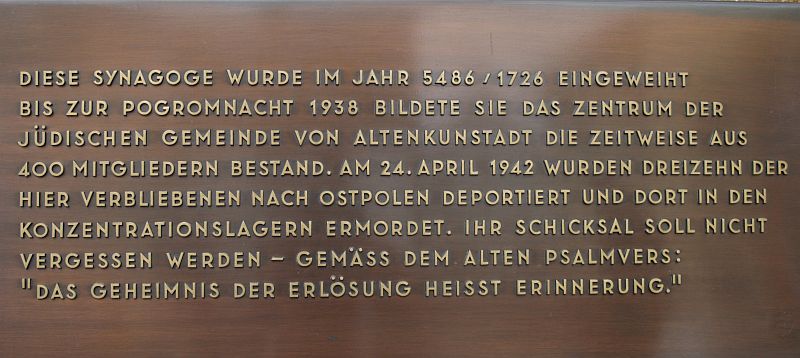 DIESE SYNAGOGE WURDE IM JAHR 5486/1726 EINGEWEIHT
BIS ZUR POGROMNACHT 1938 BILDETE SIE DAS ZENTRUM DER
JÜDISCHEN GEMEINDE VON ALTENKUNSTADT DIE ZEITWEISE AUS
400 MITGLIEDERN BESTAND. AM 24. APRIL 1942 WURDEN DREIZEHN DER
HIER VERBLIEBENEN NACH OSTPOLEN DEPORTIERT UND DORT IN DEN
KONZENTRATIONSLAGERN ERMORDET. IHR SCHICKSAL SOLL NICHT
VERGESSEN WERDEN – GEMÄSS DEM ALTEN PSALMVERS:
"DAS GEHEIMNIS DER ERLÖSUNG HEISST ERINNERUNG."